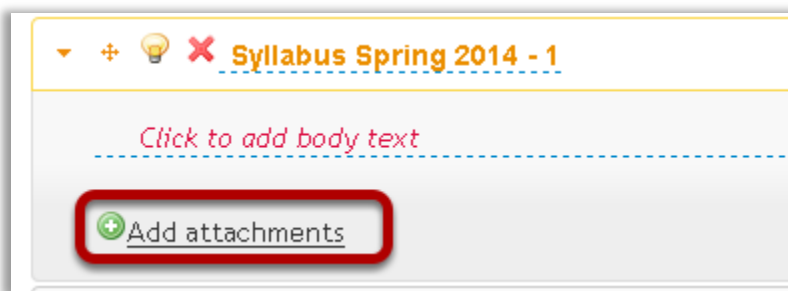 Syllabus Spring 2014 - 1
Click to add body text
Add attachments